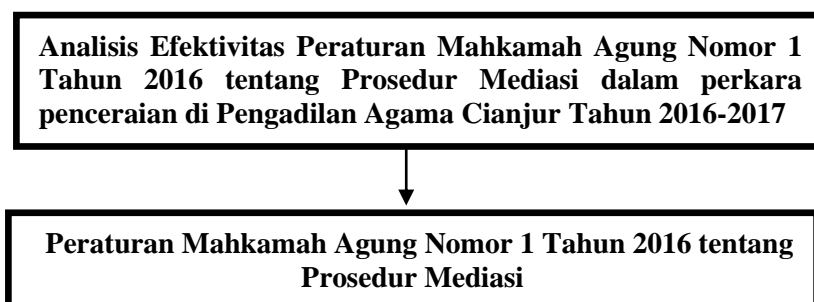 Analisis Efektivitas Peraturan Mahkamah Agung Nomor 1
Tahun 2016 tentang Prosedur Mediasi dalam perkara
penceraian di Pengadilan Agama Cianjur Tahun 2016-2017
Peraturan Mahkamah Agung Nomor 1 Tahun 2016 tentang
Prosedur Mediasi